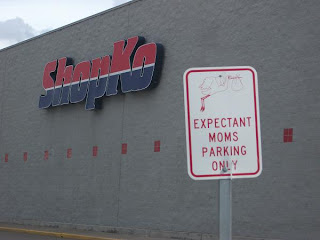 ShopKo
EXPECTANT
MOMS
PARKING
ONLY